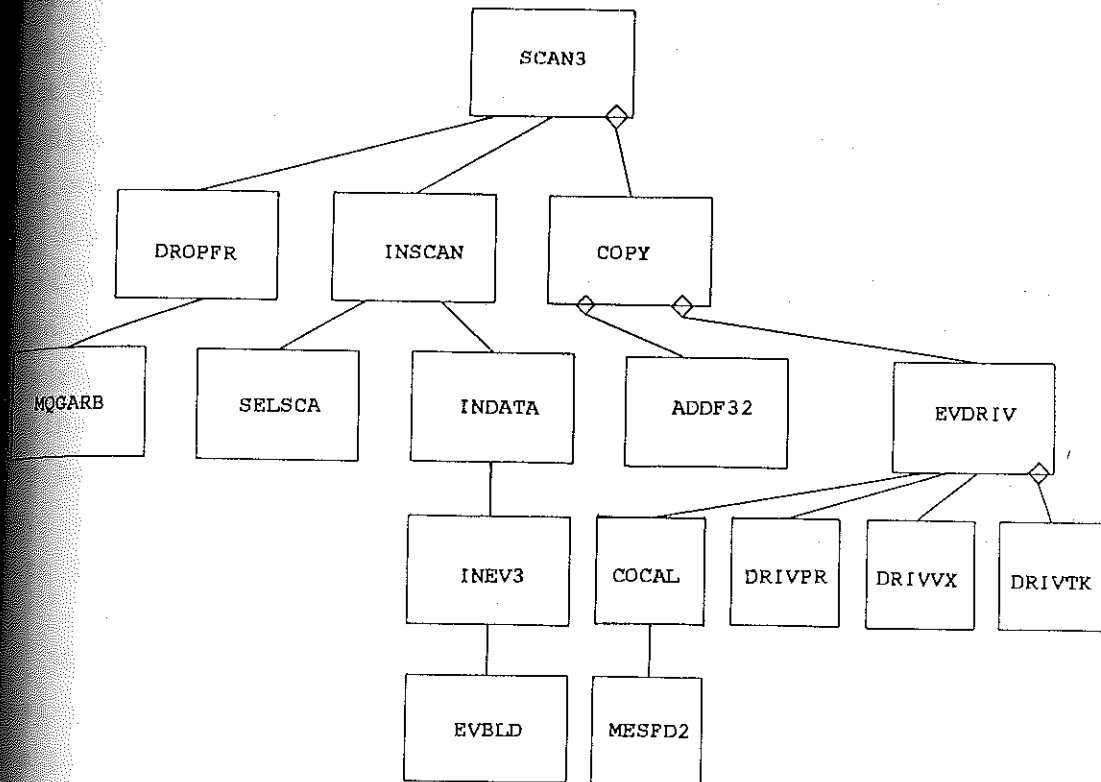 SCAN3
DROPFR
INSCAN
COPY
MQGARB
SELSCA
INDATA
ADDF32
EVDRIV
INEV3
COCAL
DRIVPR
DRIVVX
DRIVTK
EVBLD
MESFD2